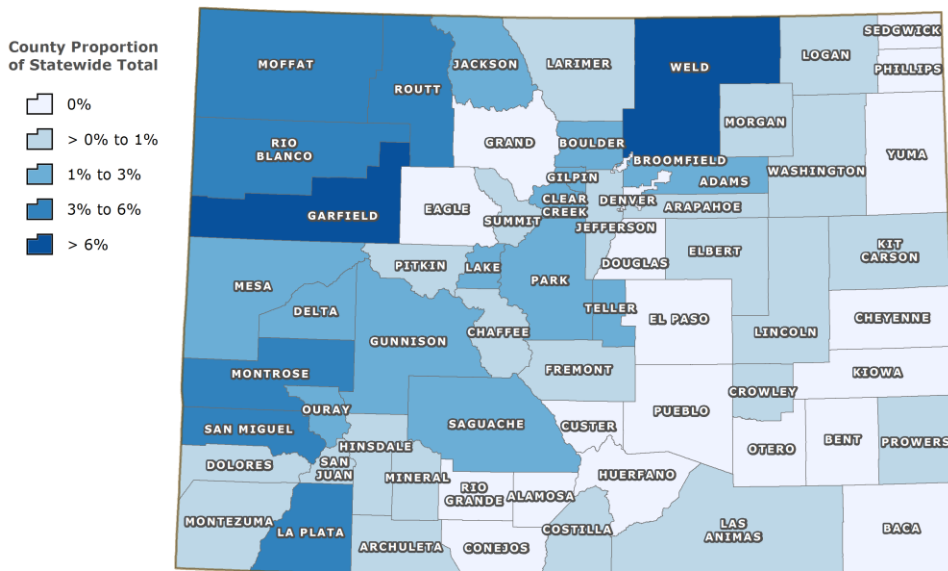 County Proportion
of Statewide Total
0%
> 0% to 1%
1% to 3%
3% to 6%
> 6%
SEDGWICK
LOGAN
PHILLIPS
MOFFAT
JACKSON
LARIMER
WELD
ROUTT
MORGAN
RIO
BLANCO
GRAND
BOULDER
YUMA
BROOMFIELD
WASHINGTON
GILPIN
ADAMS
CLEAR
CREEK
DENVER
GARFIELD
EAGLE
SUMMIT
ARAPAHOE
JEFFERSON
ELBERT
KIT
CARSON
PITKIN
LAKE
DOUGLAS
PARK
MESA
DELTA
TELLER
EL PASO
CHEYENNE
GUNNISON
CHAFFEE
LINCOLN
FREMONT
MONTROSE
KIOWA
CROWLEY
OURAY
PUEBLO
SAN MIGUEL
SAGUACHE
CUSTER
HINSDALE
OTERO
BENT
PROWERS
DOLORES
SAN
JUAN
MINERAL
HUERFANO
RIO
GRANDE
ALAMOSA
MONTEZUMA
LA PLATA
COSTILLA
LAS
ANIMAS
BACA
ARCHULETA
CONEJOS